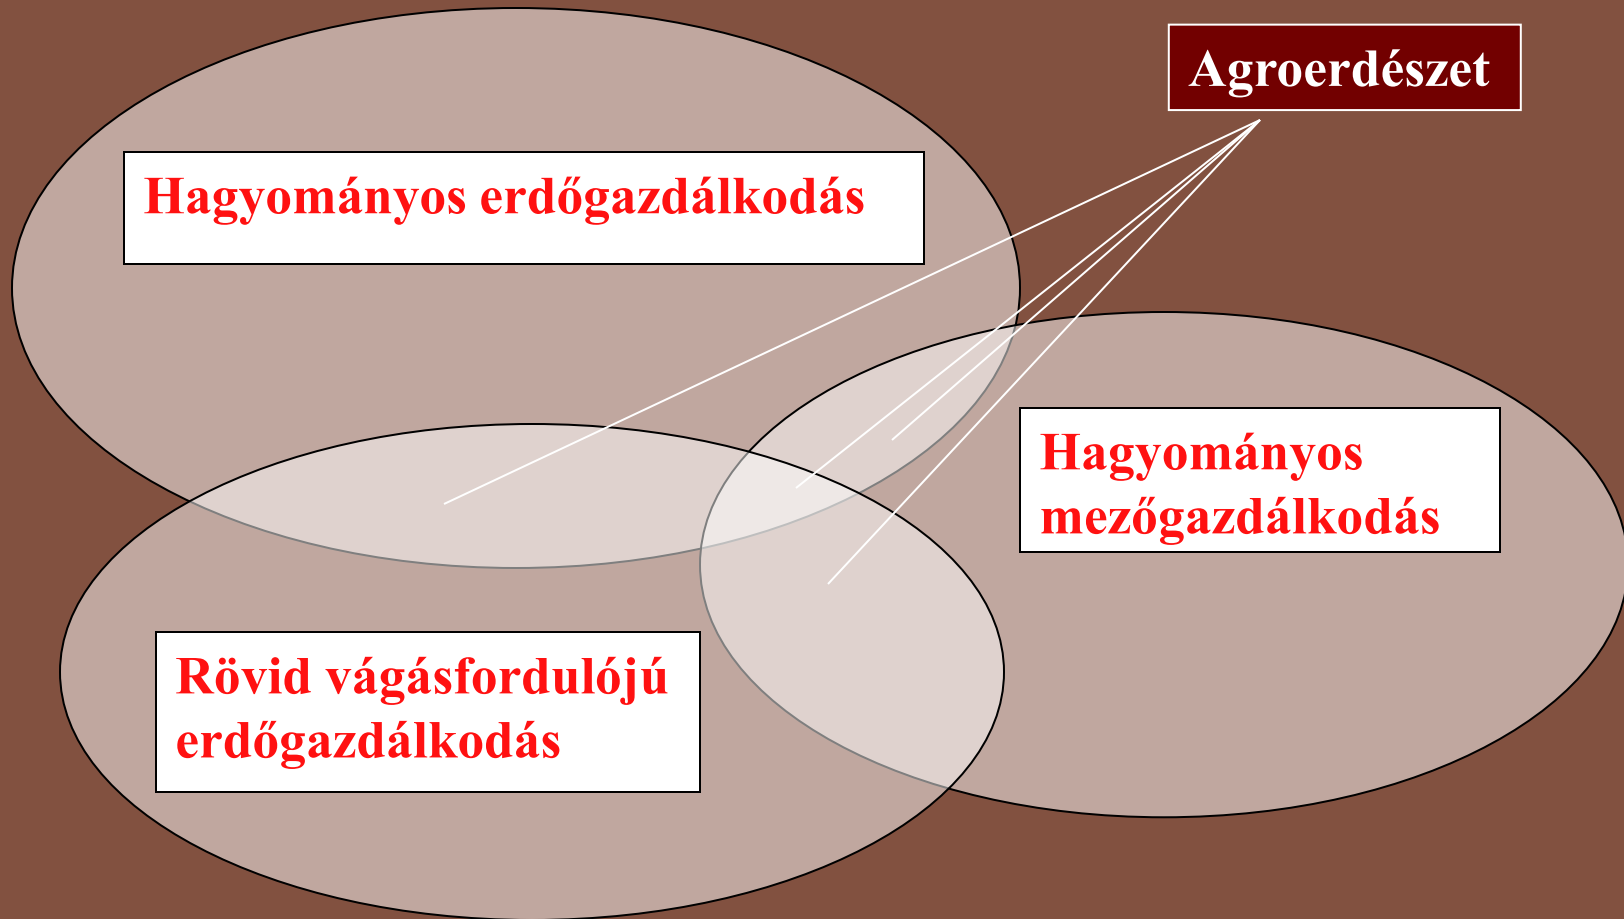 Agroerdészet
Hagyományos erdőgazdálkodás
Hagyományos
mezőgazdálkodás
Rövid vágásfordulójú
erdőgazdálkodás